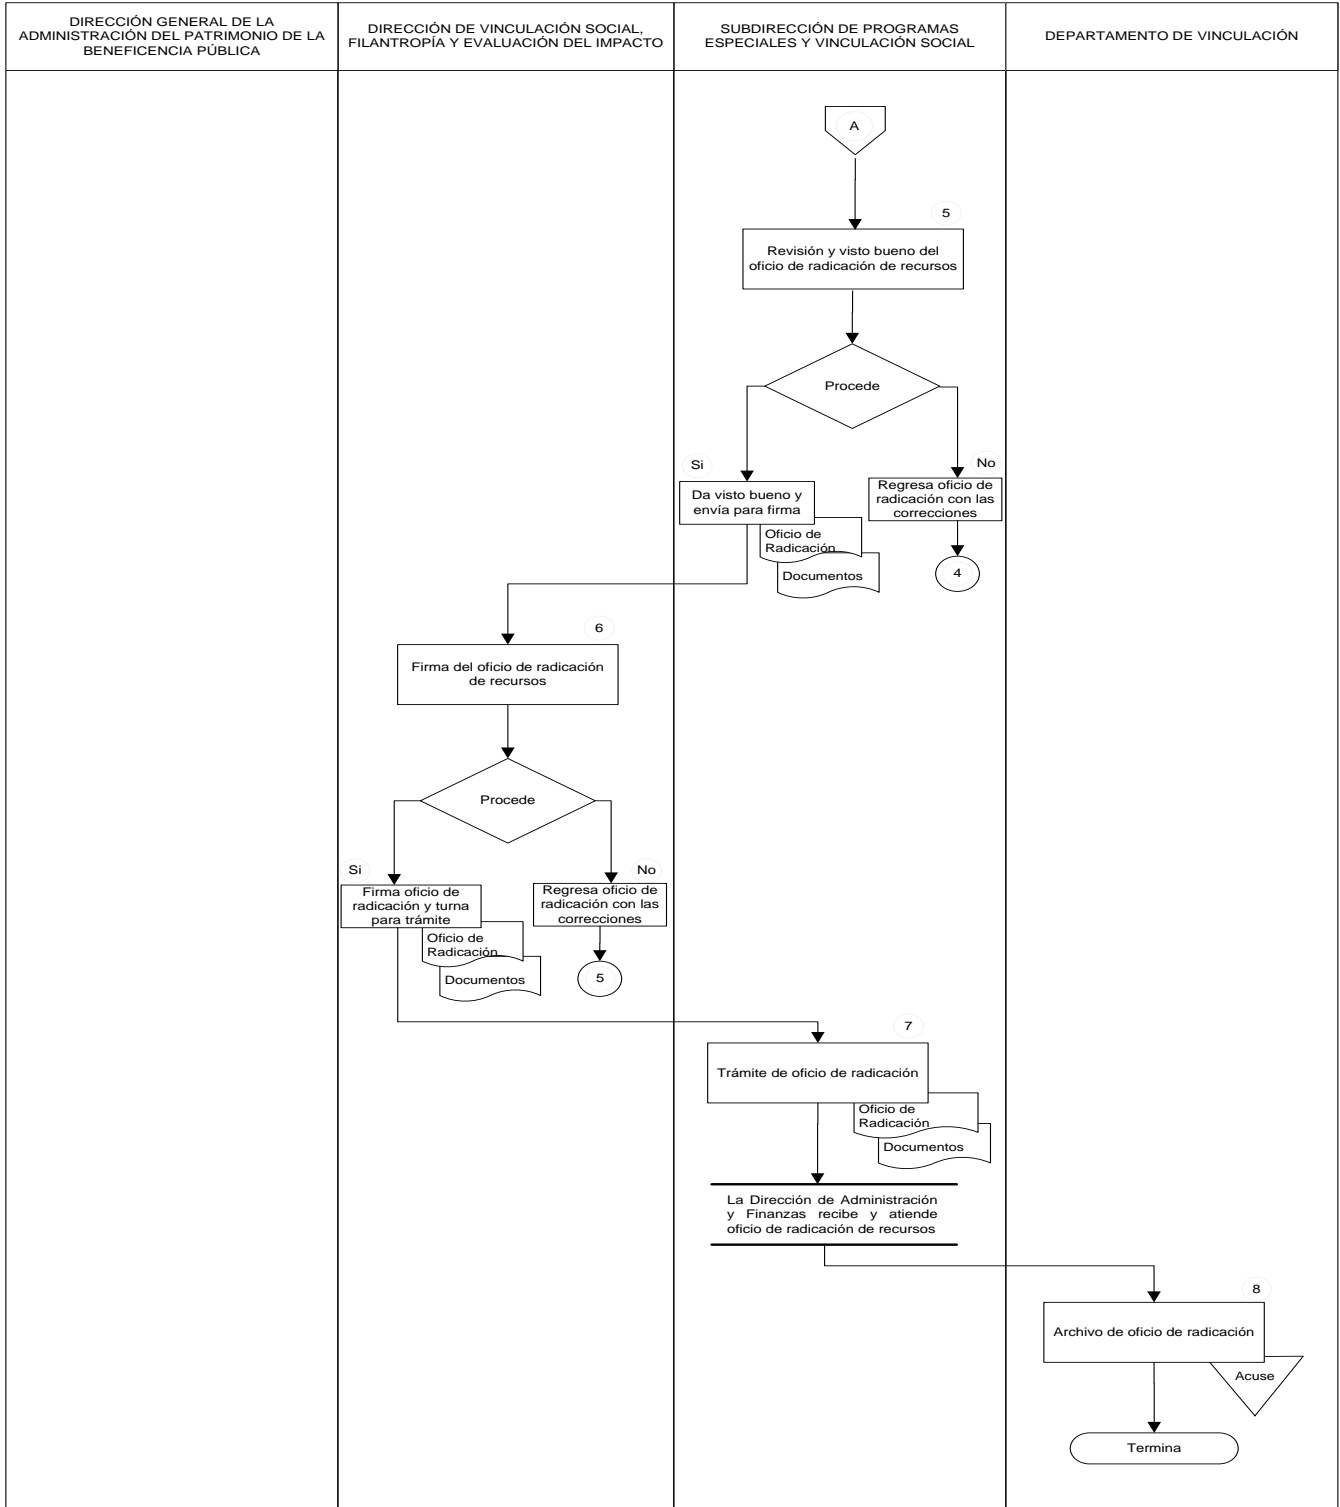 DIRECCIÓN GENERAL DE LA
ADMINISTRACIÓN DEL PATRIMONIO DE LA
BENEFICENCIA PÚBLICA
DIRECCIÓN DE VINCULACIÓN SOCIAL,
FILANTROPÍA Y EVALUACIÓN DEL IMPACTO
SUBDIRECCIÓN DE PROGRAMAS
ESPECIALES Y VINCULACIÓN SOCIAL
DEPARTAMENTO DE VINCULACIÓN
A
5
Revisión y visto bueno del
oficio de radicación de recursos
Procede
Si
No
Da visto bueno y
envía para firma
Regresa oficio de
radicación con las
correcciones
Oficio de
Radicación
Documentos
4
6
Firma del oficio de radicación
de recursos
Procede
Si
No
Firma oficio de
radicación y turna
para trámite
Regresa oficio de
radicación con las
correcciones
Oficio de
Radicación
Documentos
5
7
Trámite de oficio de radicación
Oficio de
Radicación
Documentos
La Dirección de Administración
y Finanzas recibe y atiende
oficio de radicación de recursos
8
Archivo de oficio de radicación
Acuse
Termina